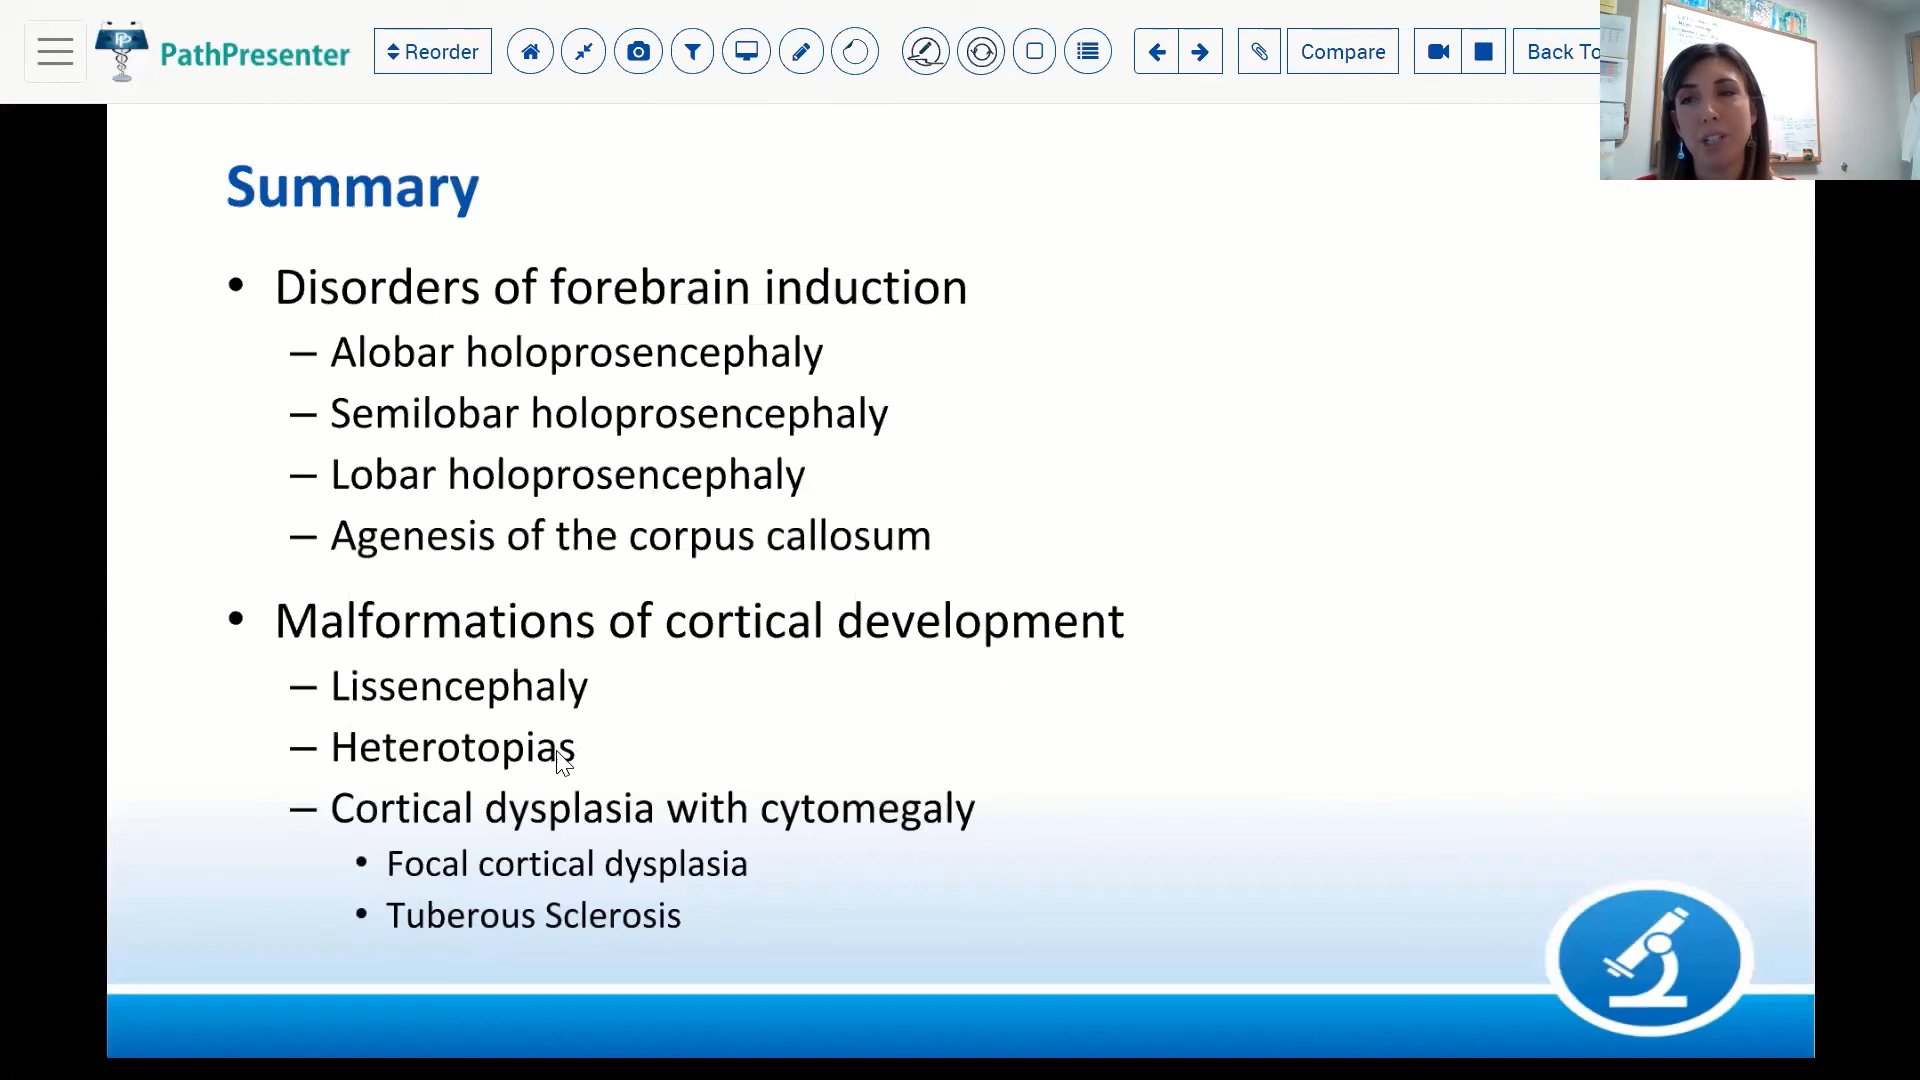 PathPresenter
Reorder
Compare
Back To
Summary
• Disorders of forebrain induction
– Alobar holoprosencephaly
– Semilobar holoprosencephaly
– Lobar holoprosencephaly
– Agenesis of the corpus callosum
• Malformations of cortical development
– Lissencephaly
– Heterotopias
– Cortical dysplasia with cytomegaly
• Focal cortical dysplasia
• Tuberous Sclerosis